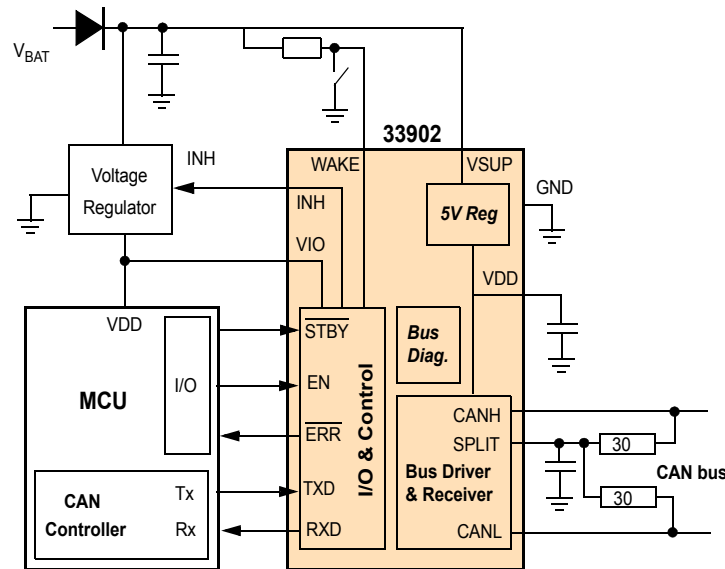 V_BAT
33902
INH
WAKE
VSUP
Voltage
Regulator
INH
5V Reg
GND
VIO
VDD
VDD
STBY
Bus
Diag.
I/O
EN
MCU
I/O & Control
CANH
ERR
SPLIT
30
Bus Driver
& Receiver
CAN bus
CAN
Controller
Tx
TXD
30
Rx
RXD
CANL